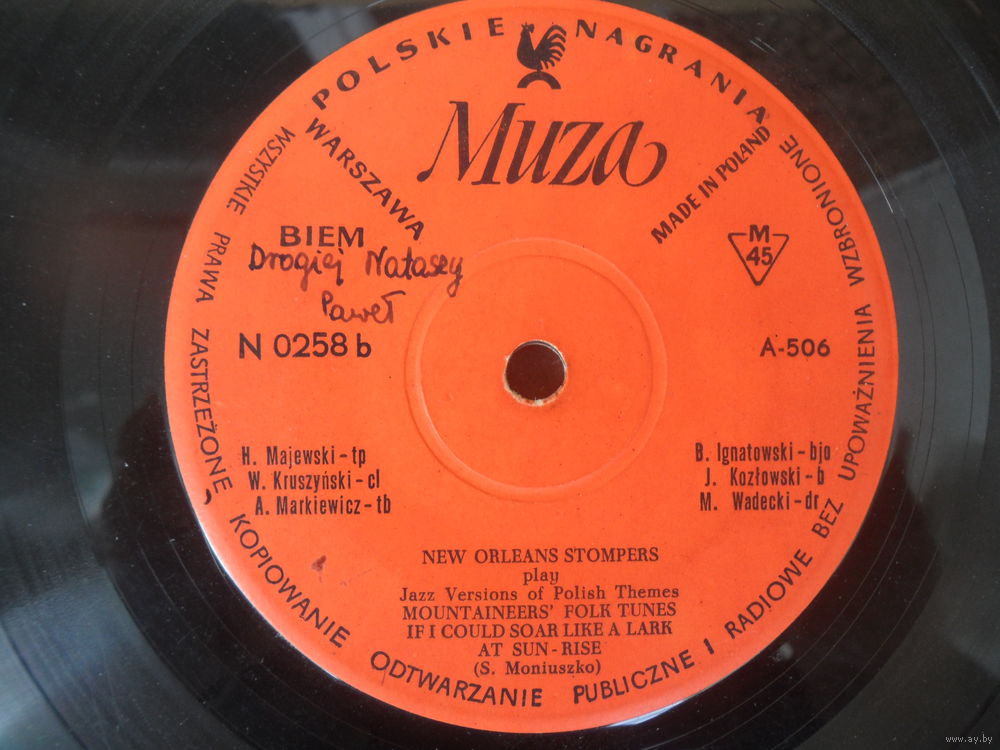 POLSKIE NAGRANIA
WARSZAWA
Muza
MADE IN POLAND
BIEM
Drogiej Nataszy
Paweł
M
45
N 0258 b
A-506
H. Majewski - tp
W. Kruszyński - cl
A. Markiewicz - tb
B. Ignatowski - bjo
J. Kozłowski - b
M. Wadecki - dr
NEW ORLEANS STOMPERS
play
Jazz Versions of Polish Themes
MOUNTAINEERS' FOLK TUNES
IF I COULD SOAR LIKE A LARK
AT SUN - RISE
(S. Moniuszko)
WSZYSTKIE PRAWA ZASTRZEŻONE, KOPIOWANIE ODTWARZANIE PUBLICZNE I RADIOWE BEZ UPOWAŻNIENIA WZBRONIONE
www.ay.by